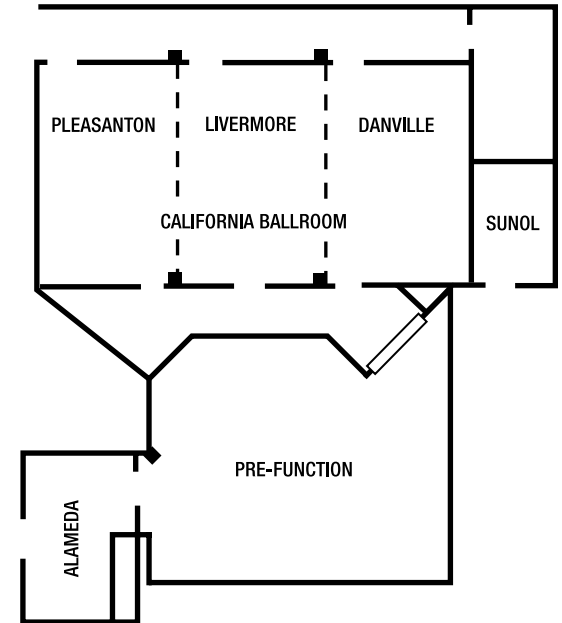 PLEASANTON
LIVERMORE
DANVILLE
CALIFORNIA BALLROOM
SUNOL
PRE-FUNCTION
ALAMEDA